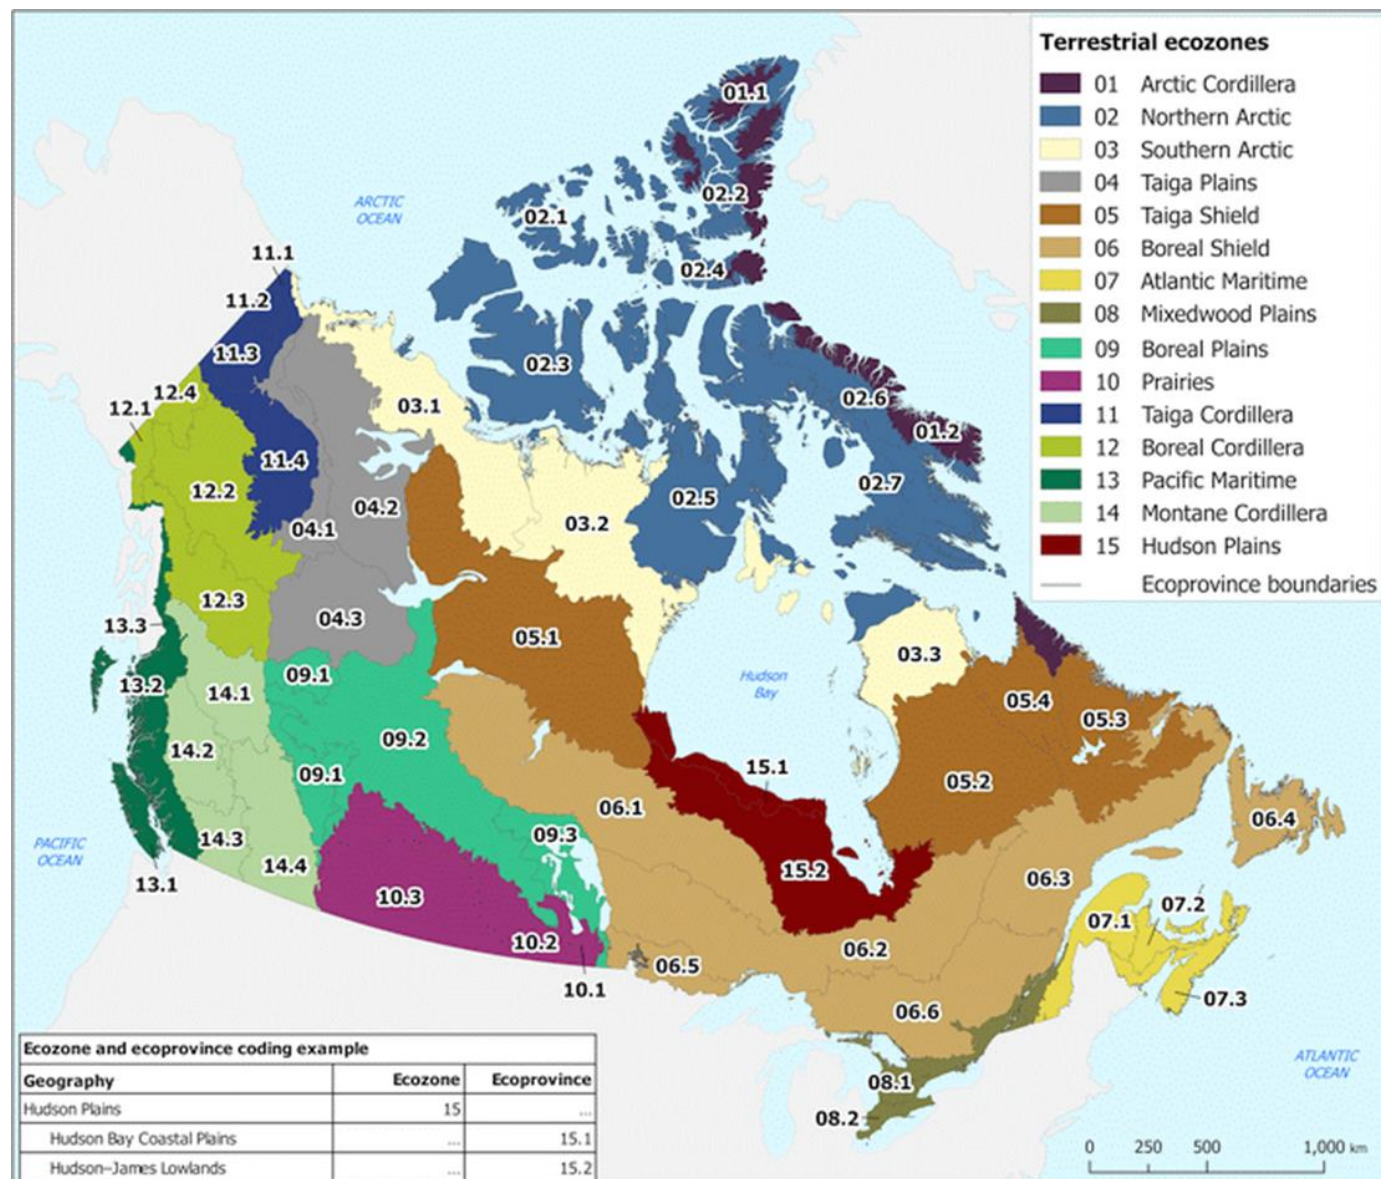 Terrestrial ecozones
01 Arctic Cordillera
02 Northern Arctic
03 Southern Arctic
04 Taiga Plains
05 Taiga Shield
06 Boreal Shield
07 Atlantic Maritime
08 Mixedwood Plains
09 Boreal Plains
10 Prairies
11 Taiga Cordillera
12 Boreal Cordillera
13 Pacific Maritime
14 Montane Cordillera
15 Hudson Plains
Ecoprovince boundaries
01.1
02.2
ARCTIC
OCEAN
02.1
11.1
02.4
11.2
11.3
02.3
12.4
02.6
12.1
03.1
01.2
11.4
02.7
12.2
02.5
04.2
03.2
04.1
12.3
04.3
13.3
05.1
03.3
09.1
Hudson
Bay
13.2
14.1
05.4
05.3
09.2
14.2
15.1
09.1
05.2
06.1
06.4
09.3
14.3
PACIFIC
OCEAN
14.4
15.2
06.3
13.1
10.3
07.2
07.1
10.2
06.2
06.5
10.1
07.3
06.6
ATLANTIC
OCEAN
08.1
08.2
Ecozone and ecoprovince coding example
Geography Ecozone Ecoprovince
Hudson Plains 15 ...
Hudson Bay Coastal Plains ... 15.1
Hudson–James Lowlands ... 15.2
0 250 500 1,000 km